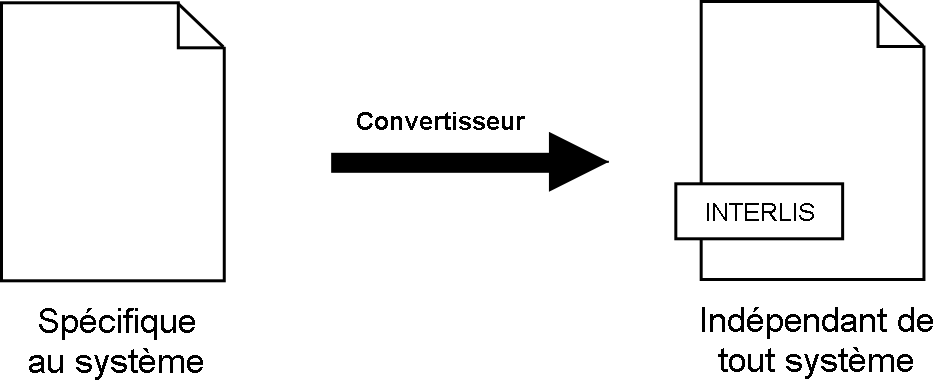 Convertisseur
INTERLIS
Spécifique
au système
Indépendant de
tout système